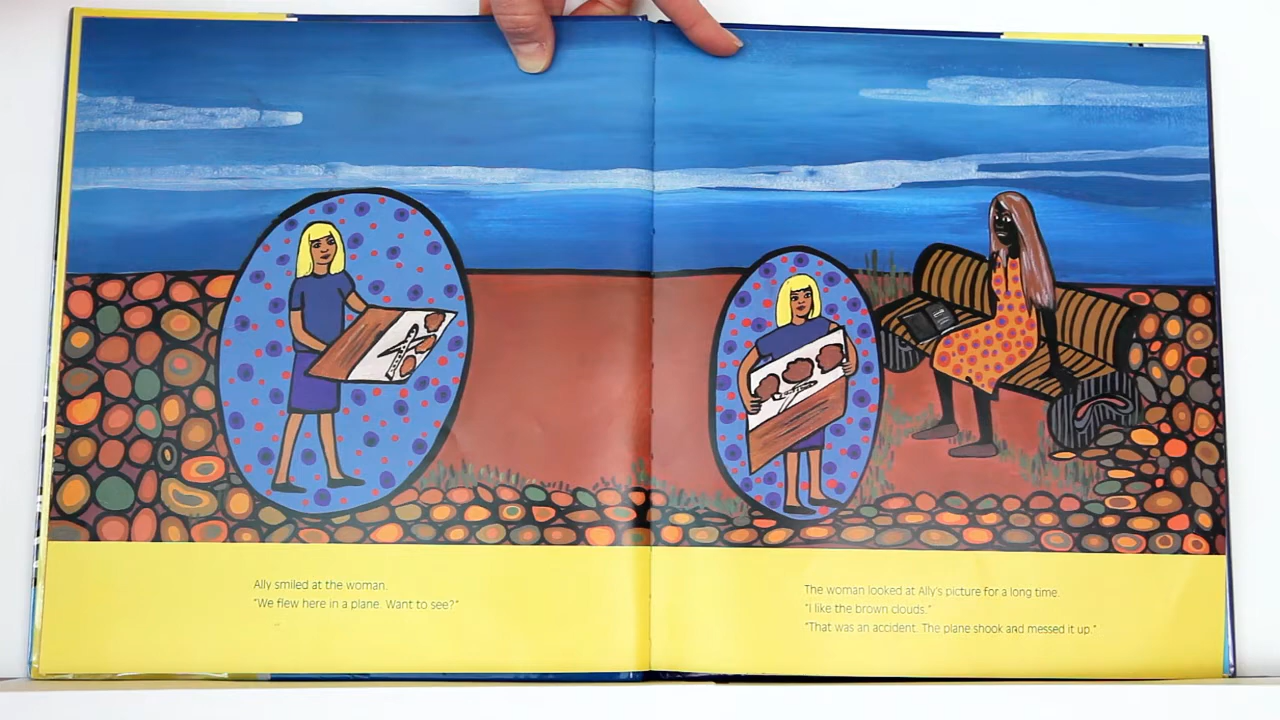 Ally smiled at the woman.
"We flew here in a plane. Want to see?"
The woman looked at Ally's picture for a long time.
"I like the brown clouds."
"That was an accident. The plane shook and messed it up."